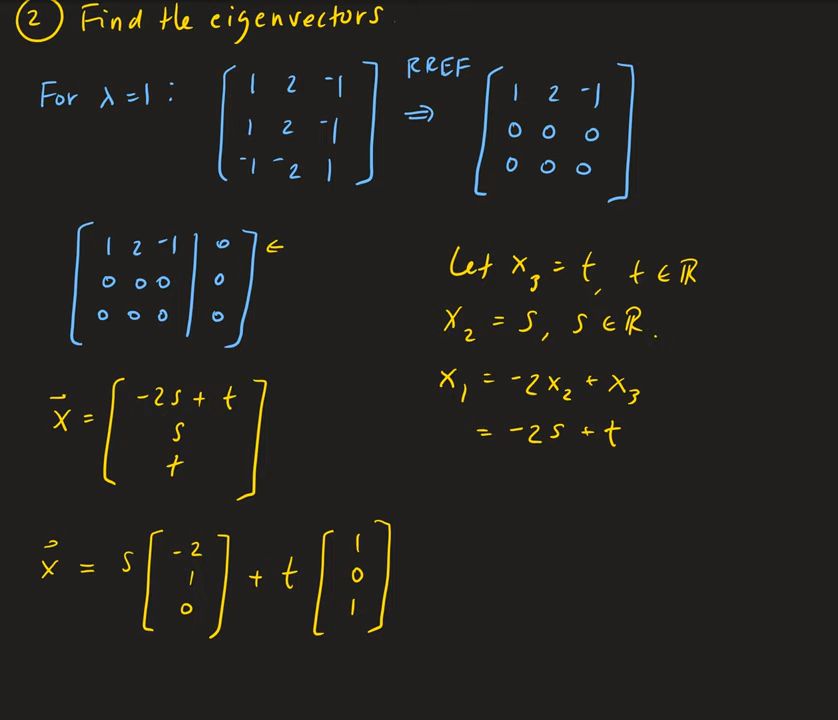 ② Find the eigenvectors
For λ = 1 : [ 1 2 -1 ] RREF [ 1 2 -1 ]
[ 1 2 -1 ] ⇒ [ 0 0 0 ]
[ -1 -2 1 ] [ 0 0 0 ]
[ 1 2 -1 | 0 ] ←
[ 0 0 0 | 0 ]
[ 0 0 0 | 0 ]
Let x₃ = t, t ∈ ℝ
x₂ = s, s ∈ ℝ.
x₁ = -2x₂ + x₃
= -2s + t
x⃗ = [ -2s + t ]
[ s ]
[ t ]
x⃗ = s [ -2 ] + t [ 1 ]
[ 1 ] [ 0 ]
[ 0 ] [ 1 ]